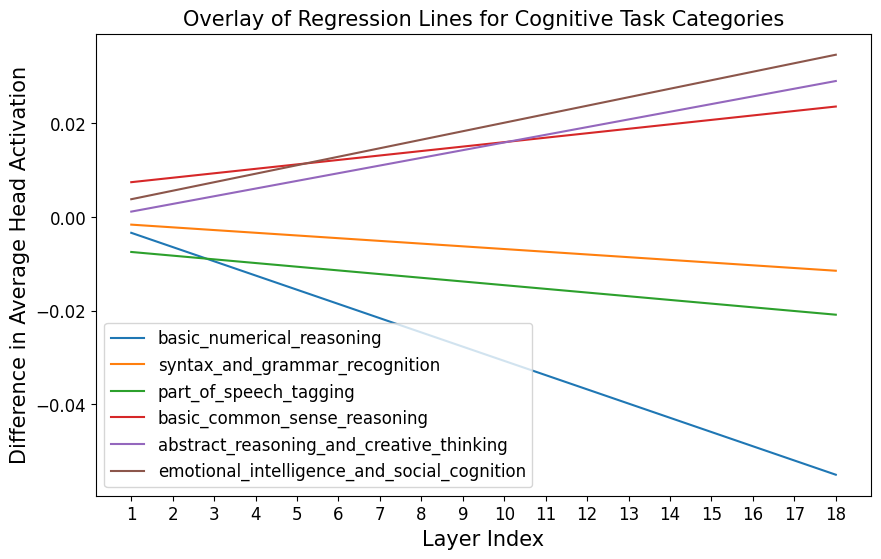 Overlay of Regression Lines for Cognitive Task Categories
Difference in Average Head Activation
0.02
0.00
−0.02
−0.04
basic_numerical_reasoning
syntax_and_grammar_recognition
part_of_speech_tagging
basic_common_sense_reasoning
abstract_reasoning_and_creative_thinking
emotional_intelligence_and_social_cognition
1 2 3 4 5 6 7 8 9 10 11 12 13 14 15 16 17 18
Layer Index